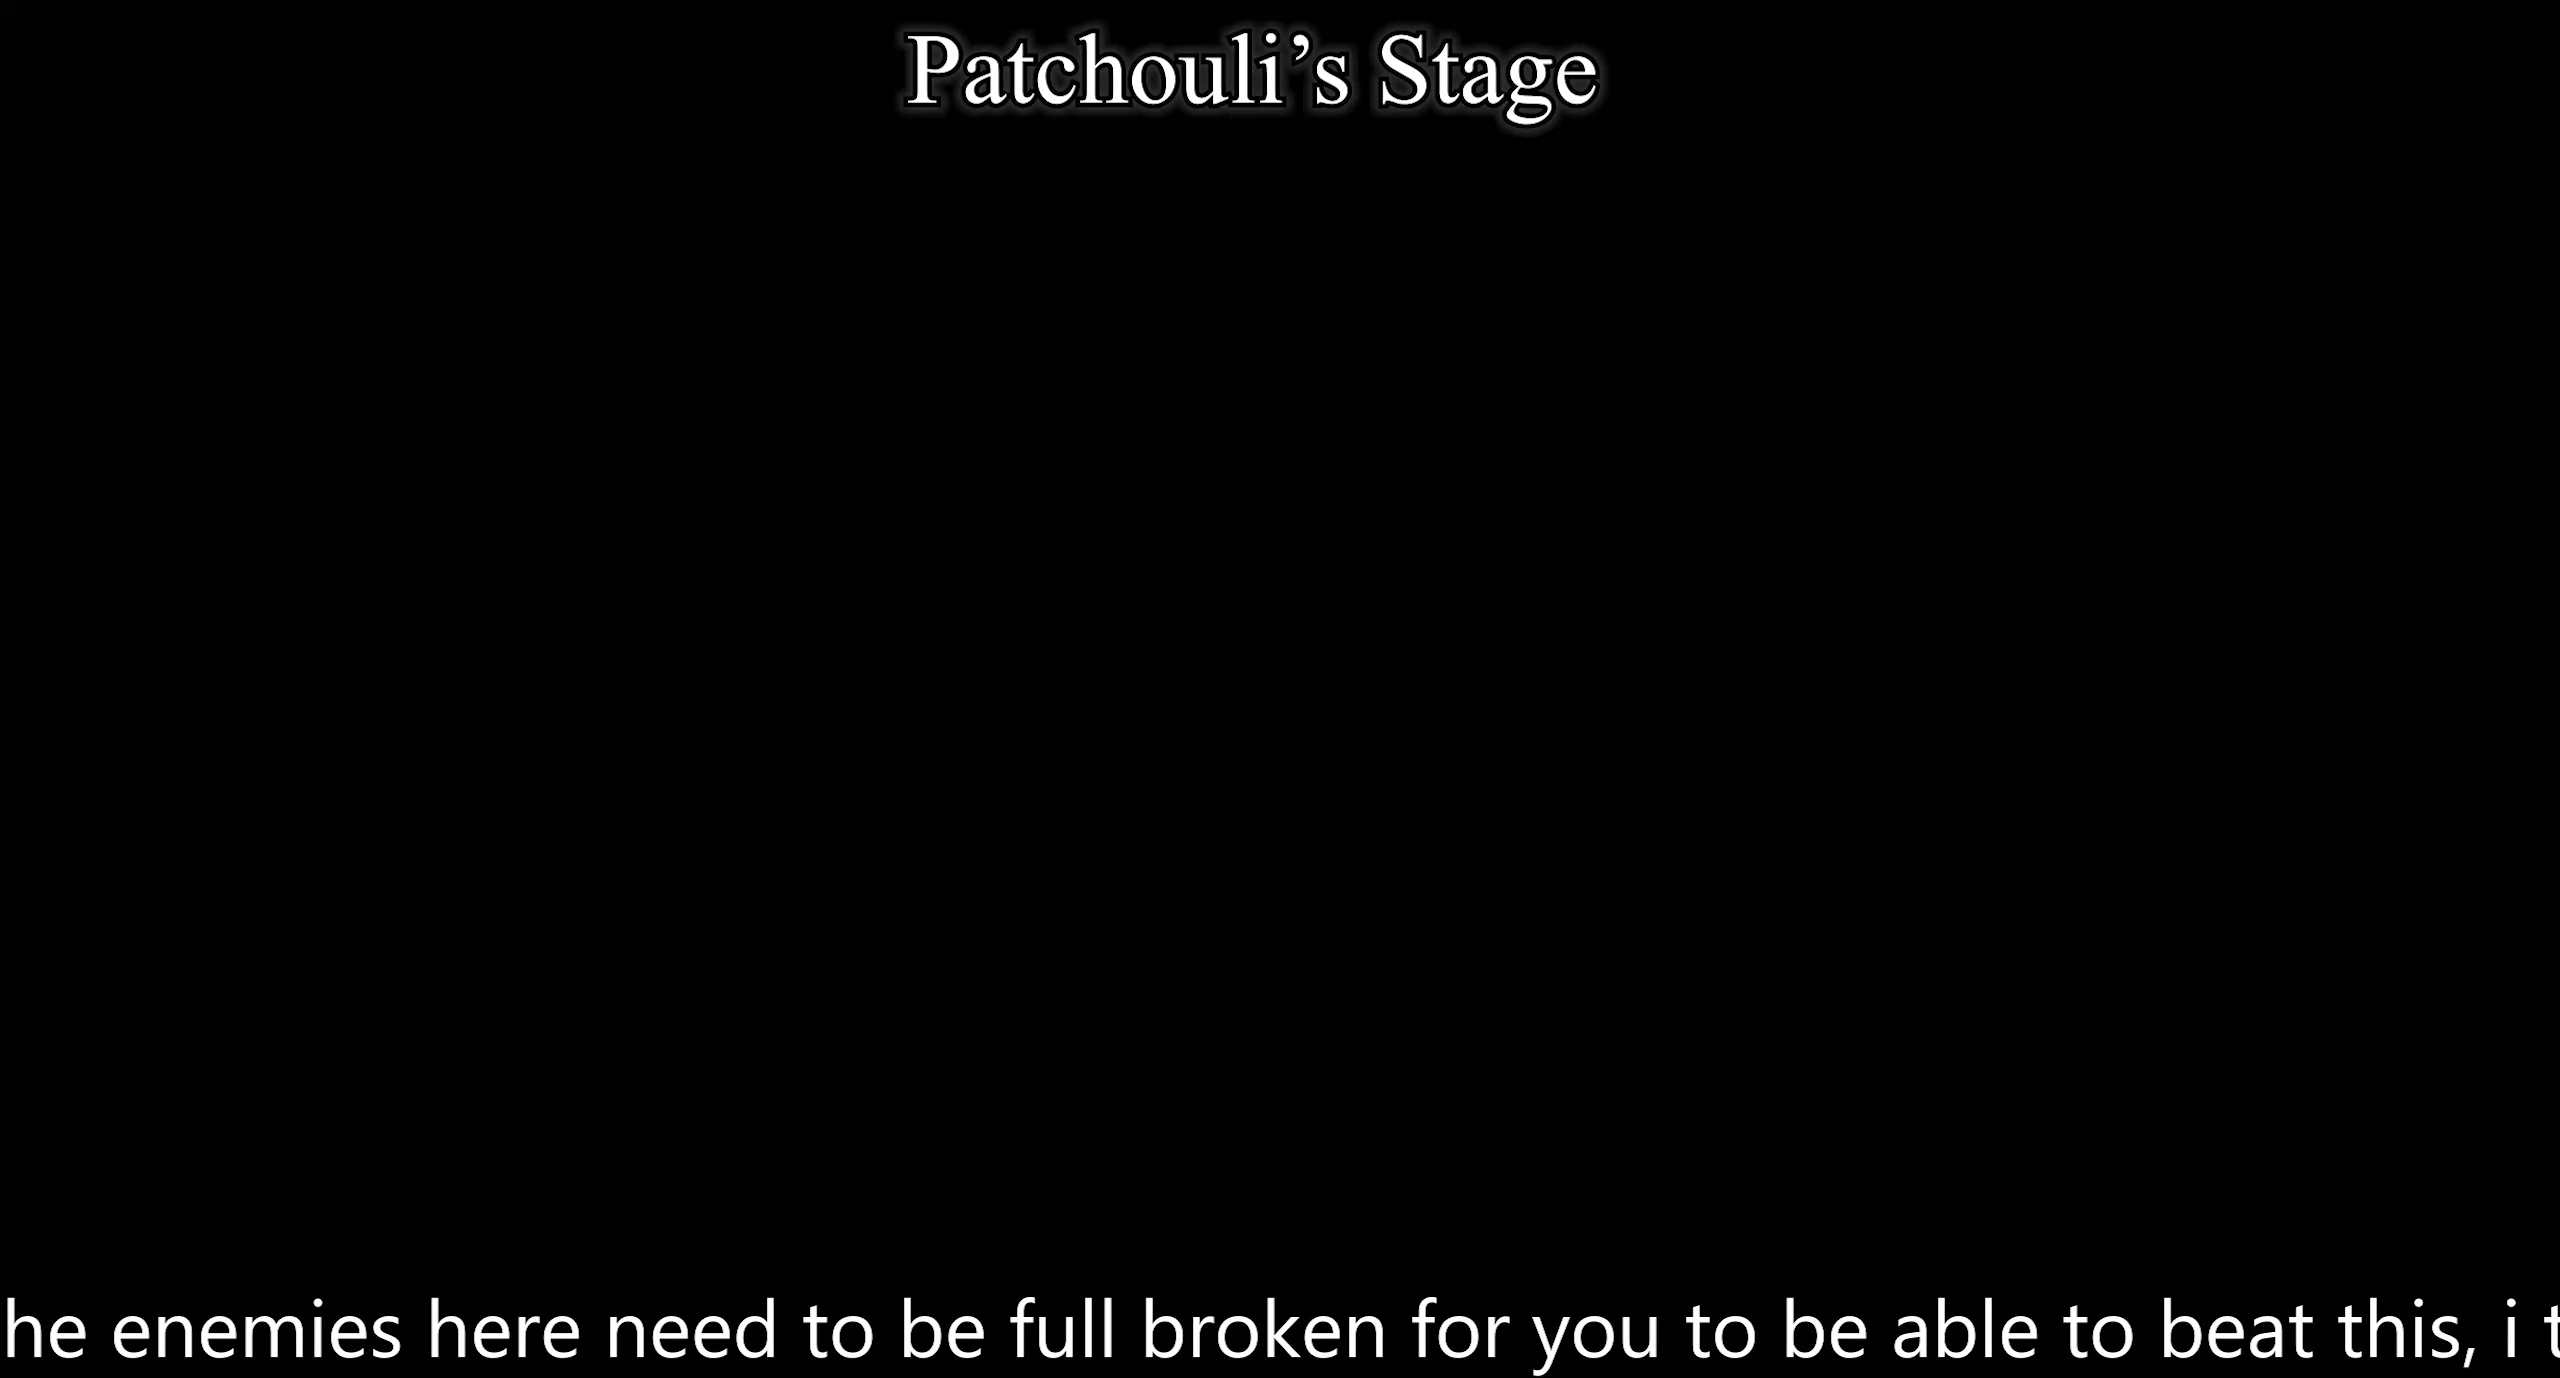 Patchouli’s Stage
he enemies here need to be full broken for you to be able to beat this, i t